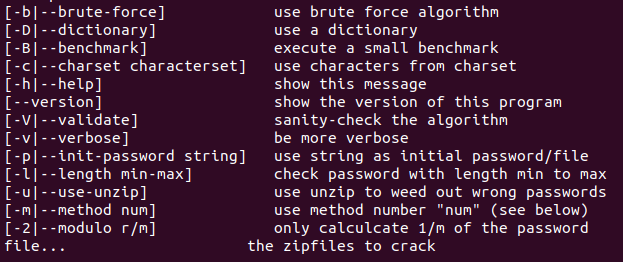 [-b|--brute-force] use brute force algorithm
[-D|--dictionary] use a dictionary
[-B|--benchmark] execute a small benchmark
[-c|--charset characterset] use characters from charset
[-h|--help] show this message
[--version] show the version of this program
[-V|--validate] sanity-check the algorithm
[-v|--verbose] be more verbose
[-p|--init-password string] use string as initial password/file
[-l|--length min-max] check password with length min to max
[-u|--use-unzip] use unzip to weed out wrong passwords
[-m|--method num] use method number "num" (see below)
[-2|--modulo r/m] only calculcate 1/m of the password
file... the zipfiles to crack